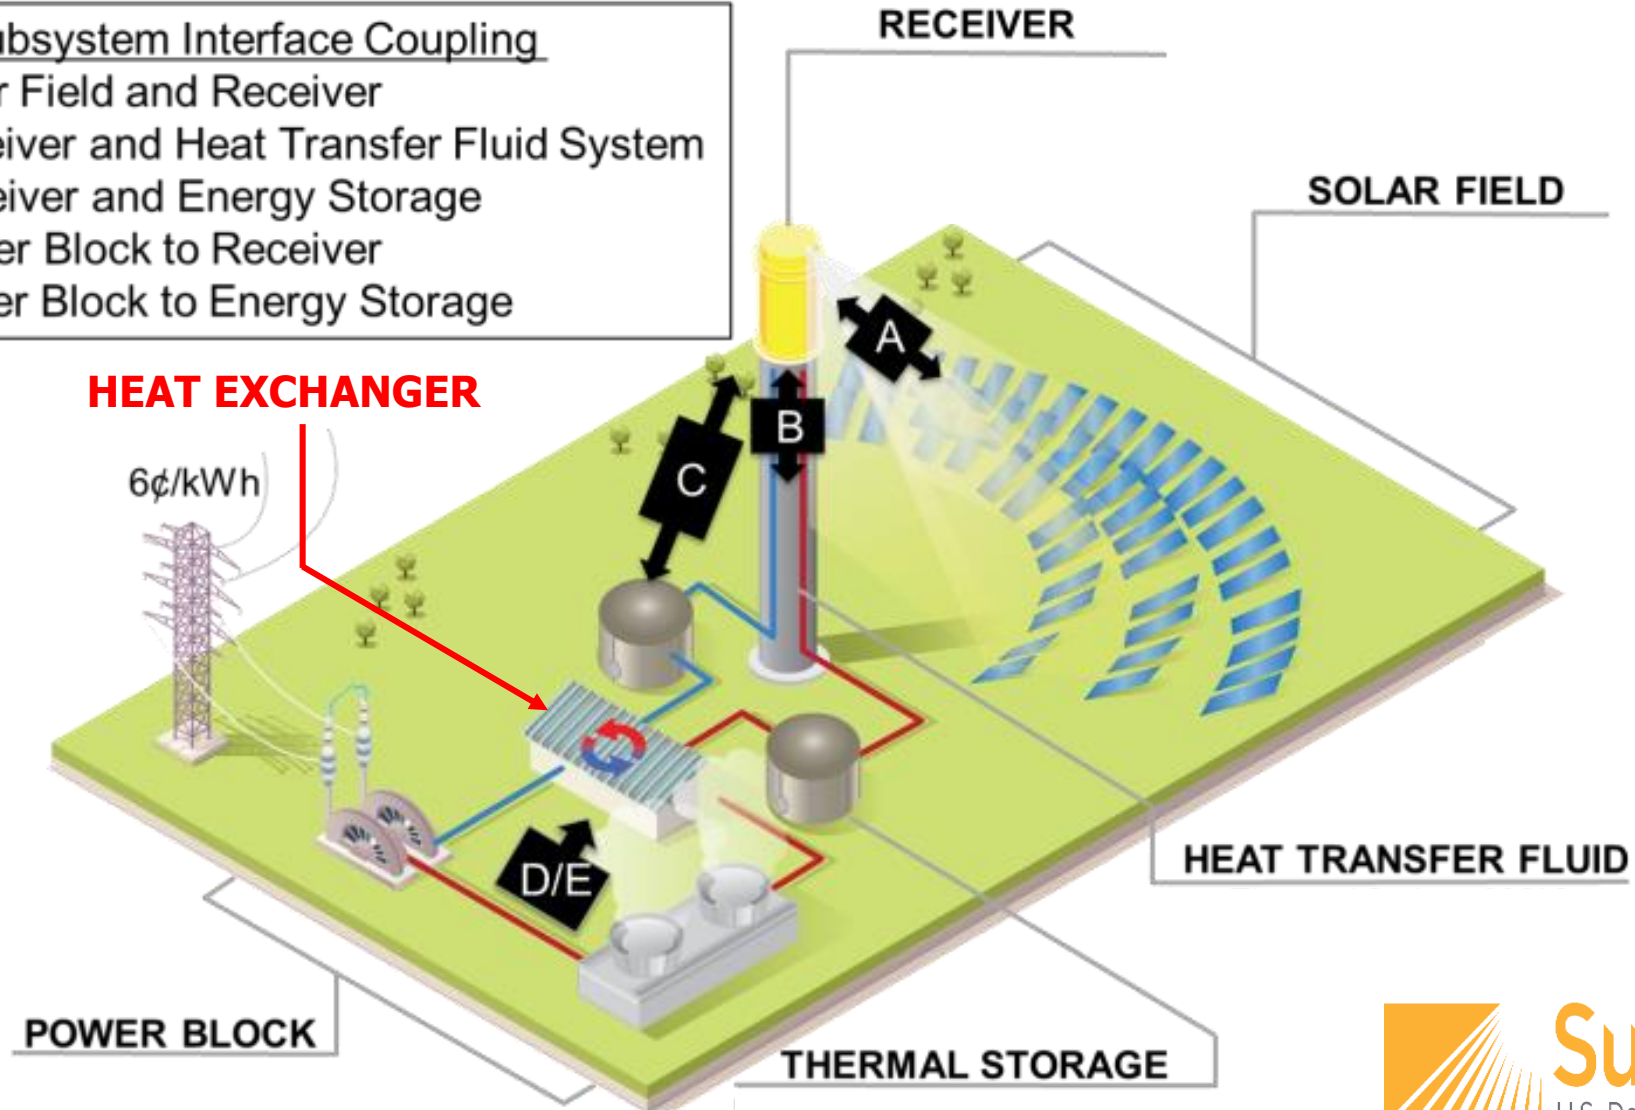 ubsystem Interface Coupling
r Field and Receiver
eiver and Heat Transfer Fluid System
eiver and Energy Storage
er Block to Receiver
er Block to Energy Storage
RECEIVER
SOLAR FIELD
HEAT EXCHANGER
6¢/kWh
A
B
C
D/E
HEAT TRANSFER FLUID
POWER BLOCK
THERMAL STORAGE
Su